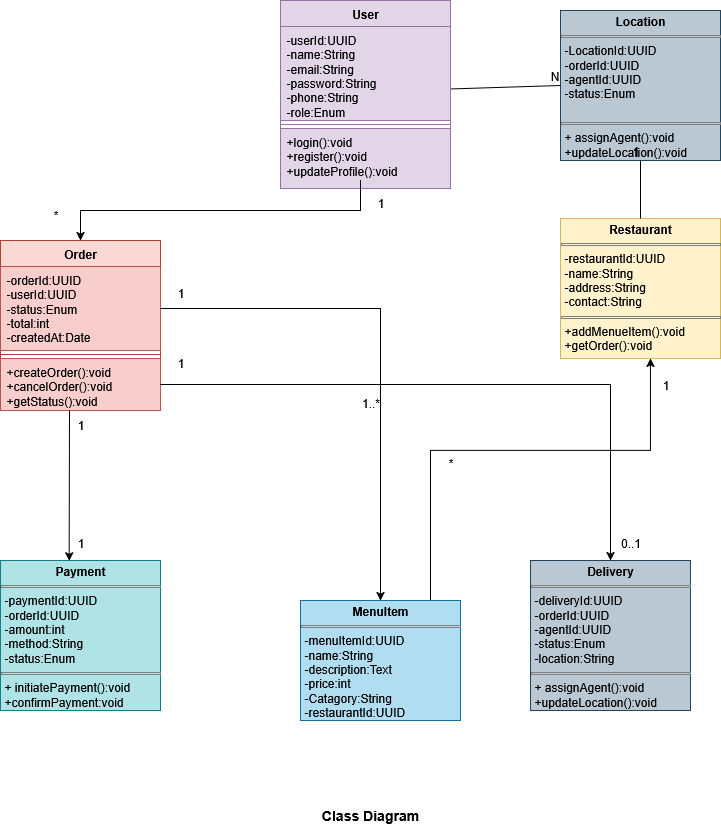 User
-userId:UUID
-name:String
-email:String
-password:String
-phone:String
-role:Enum
+login():void
+register():void
+updateProfile():void
Location
-LocationId:UUID
-orderId:UUID
-agentId:UUID
-status:Enum
+ assignAgent():void
+updateLocation():void
N
1
1
*
Order
-orderId:UUID
-userId:UUID
-status:Enum
-total:int
-createdAt:Date
+createOrder():void
+cancelOrder():void
+getStatus():void
Restaurant
-restaurantId:UUID
-name:String
-address:String
-contact:String
+addMenueItem():void
+getOrder():void
1
1
1..*
1
1
*
1
0..1
Payment
-paymentId:UUID
-orderId:UUID
-amount:int
-method:String
-status:Enum
+ initiatePayment():void
+confirmPayment:void
MenuItem
-menuItemId:UUID
-name:String
-description:Text
-price:int
-Catagory:String
-restaurantId:UUID
Delivery
-deliveryId:UUID
-orderId:UUID
-agentId:UUID
-status:Enum
-location:String
+ assignAgent():void
+updateLocation():void
Class Diagram